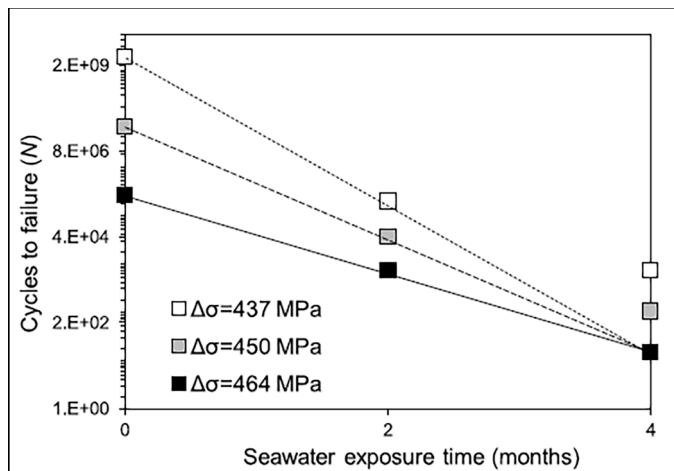 Cycles to failure (N)
2.E+09
8.E+06
4.E+04
2.E+02
1.E+00
Δσ=437 MPa
Δσ=450 MPa
Δσ=464 MPa
0
2
4
Seawater exposure time (months)